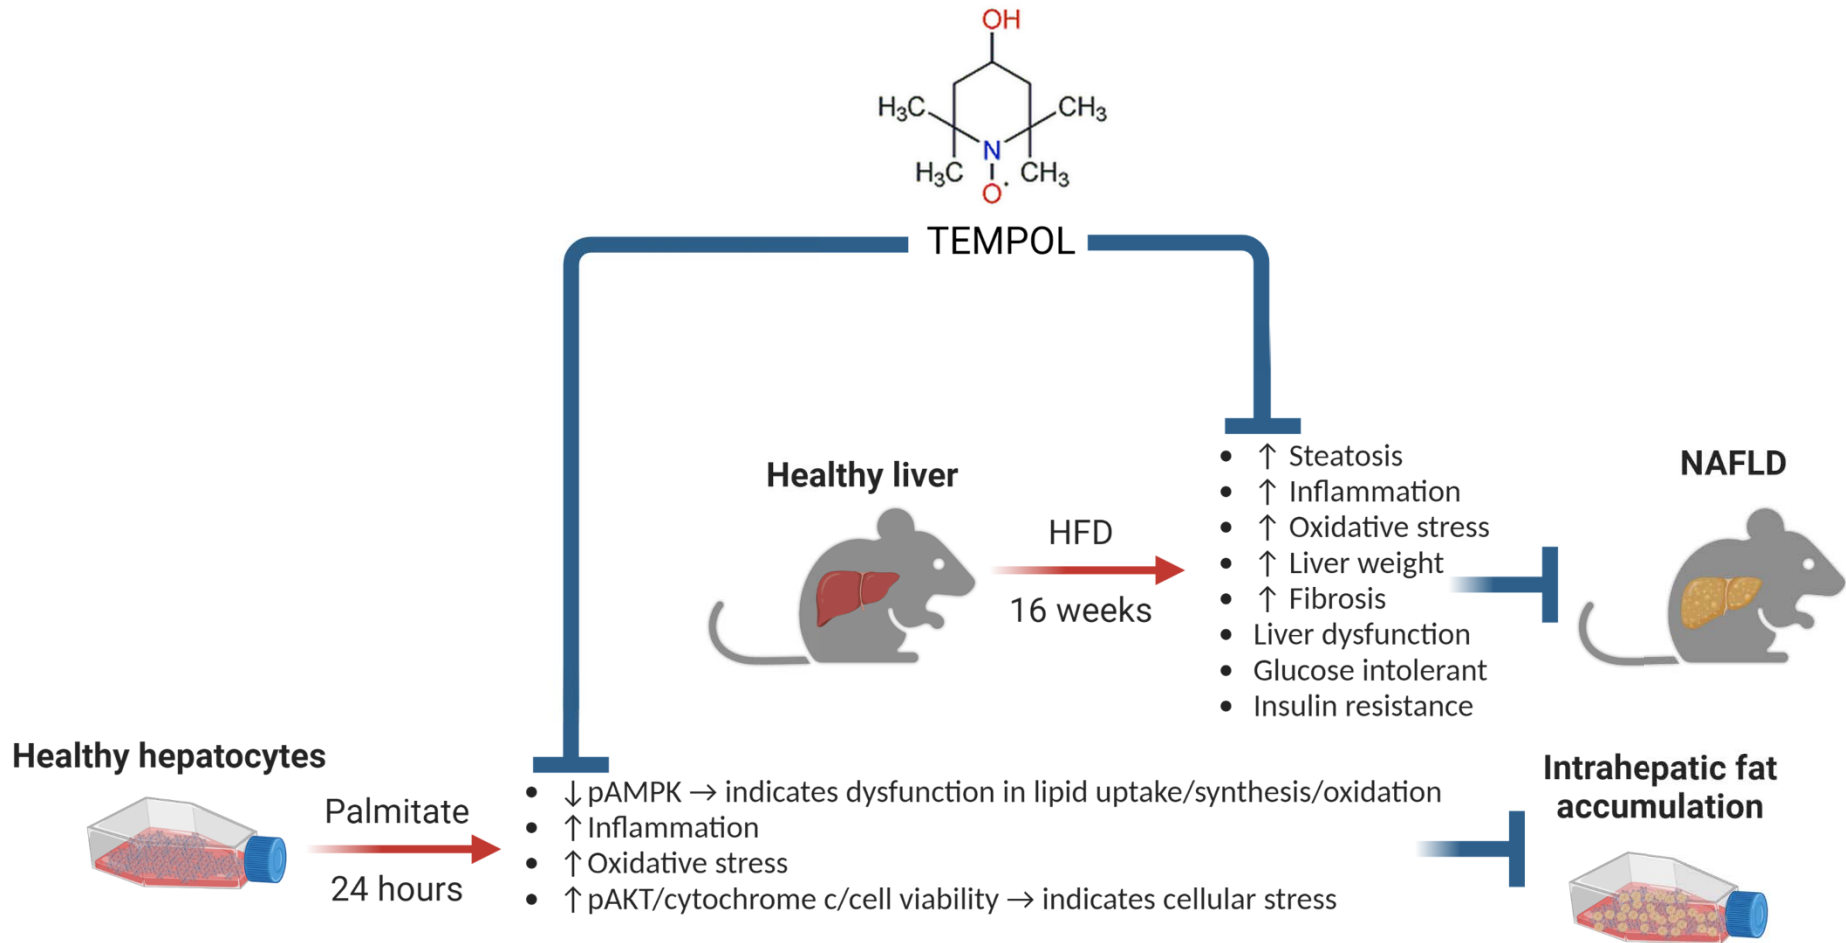 OH
H₃C
CH₃
N
H₃C
CH₃
O·
TEMPOL
Healthy liver
HFD
16 weeks
• ↑ Steatosis
• ↑ Inflammation
• ↑ Oxidative stress
• ↑ Liver weight
• ↑ Fibrosis
• Liver dysfunction
• Glucose intolerant
• Insulin resistance
NAFLD
Healthy hepatocytes
Palmitate
24 hours
• ↓pAMPK → indicates dysfunction in lipid uptake/synthesis/oxidation
• ↑Inflammation
• ↑Oxidative stress
• ↑pAKT/cytochrome c/cell viability → indicates cellular stress
Intrahepatic fat
accumulation